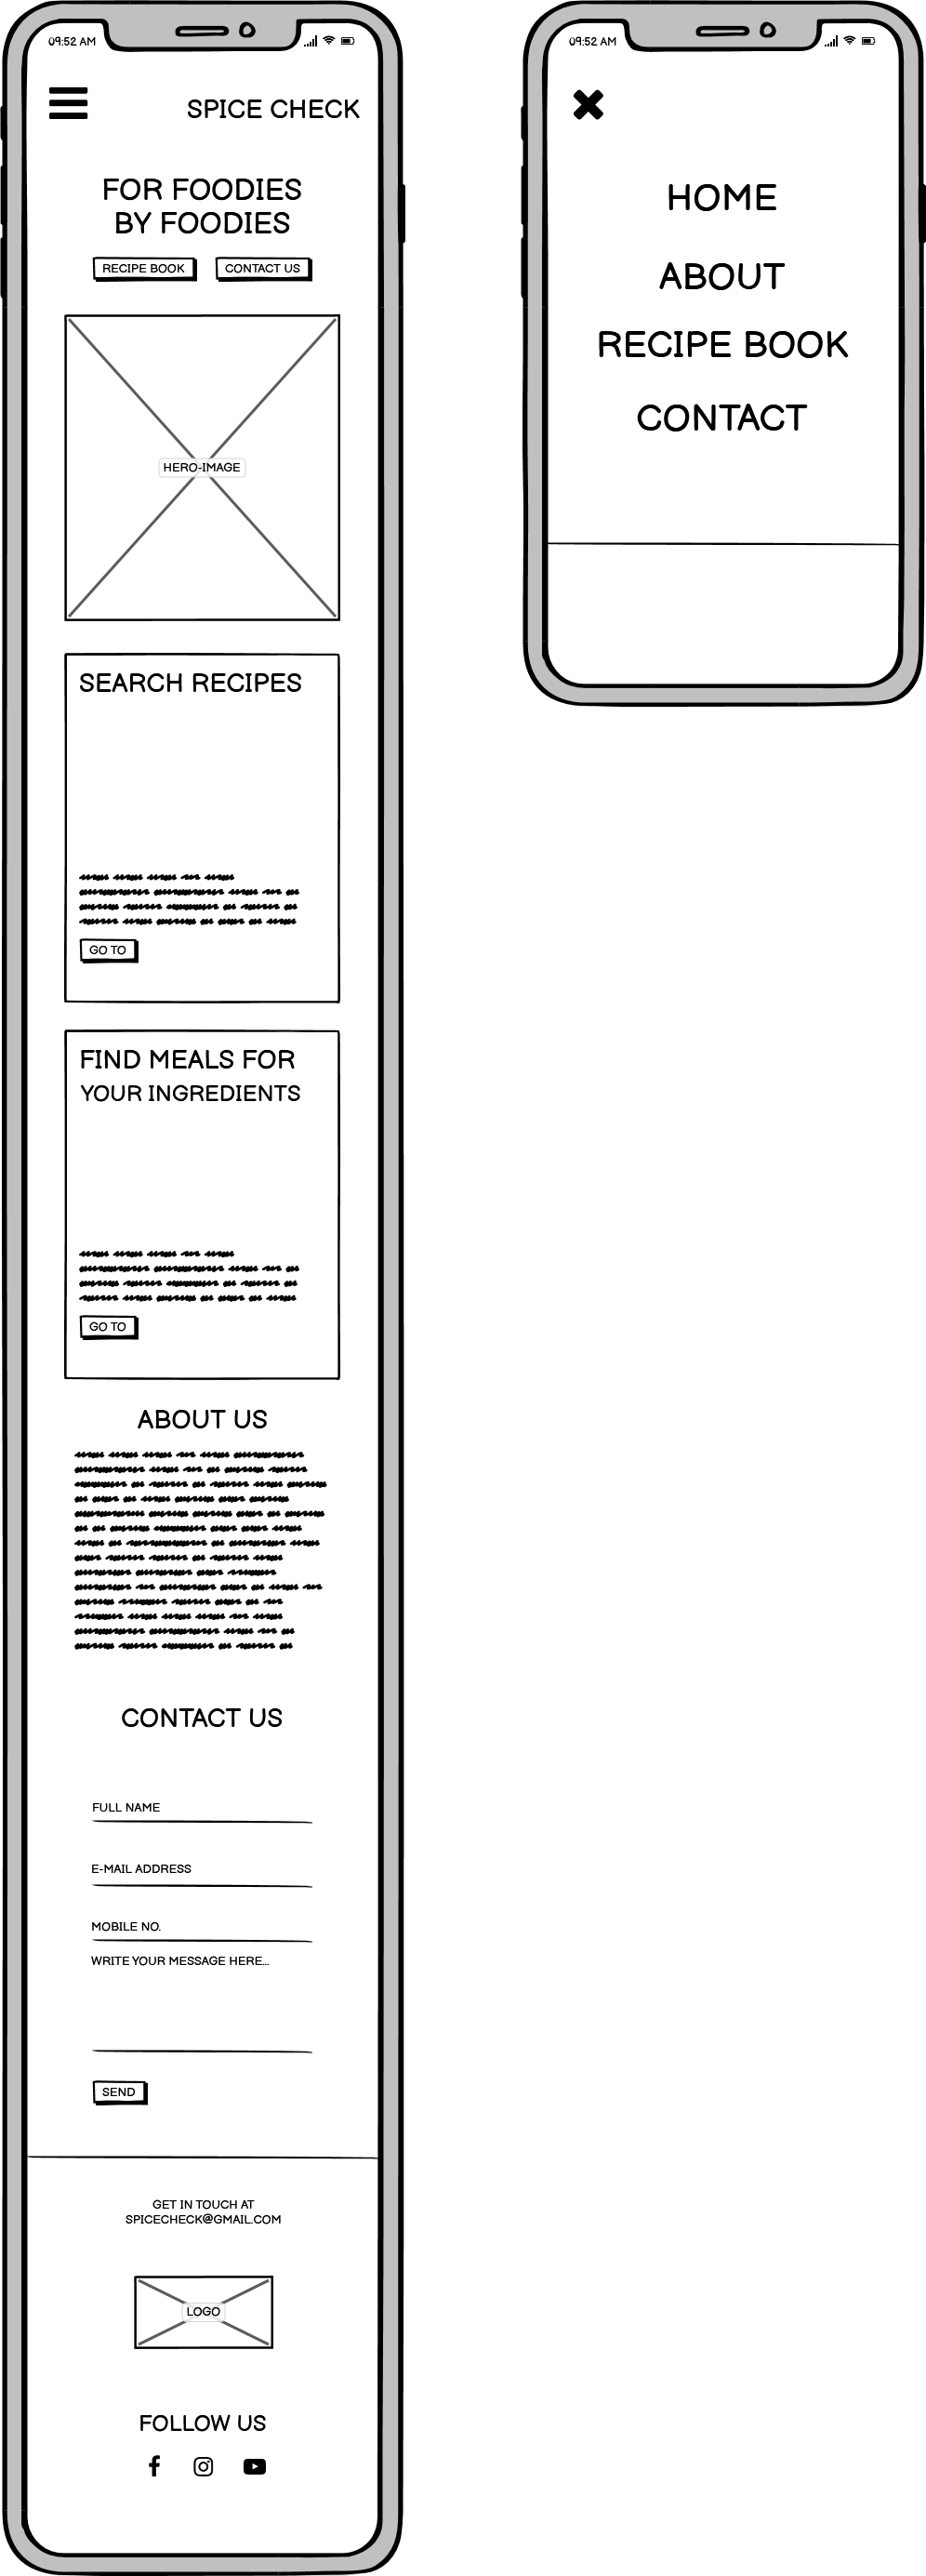 09:52 AM
SPICE CHECK
FOR FOODIES
BY FOODIES
RECIPE BOOK
CONTACT US
HERO-IMAGE
SEARCH RECIPES
GO TO
FIND MEALS FOR
YOUR INGREDIENTS
GO TO
ABOUT US
CONTACT US
FULL NAME
E-MAIL ADDRESS
MOBILE NO.
WRITE YOUR MESSAGE HERE...
SEND
GET IN TOUCH AT
SPICECHECK@GMAIL.COM
LOGO
FOLLOW US
09:52 AM
HOME
ABOUT
RECIPE BOOK
CONTACT